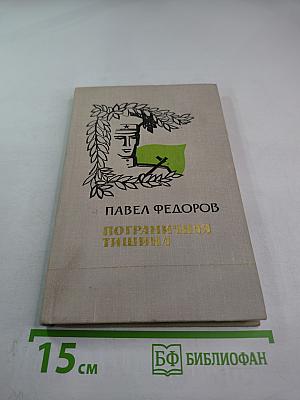 ПАВЕЛ ФЕДОРОВ
ПОГРАНИЧНАЯ
ТИШИНА
15 см
БФ БИБЛИОФАН